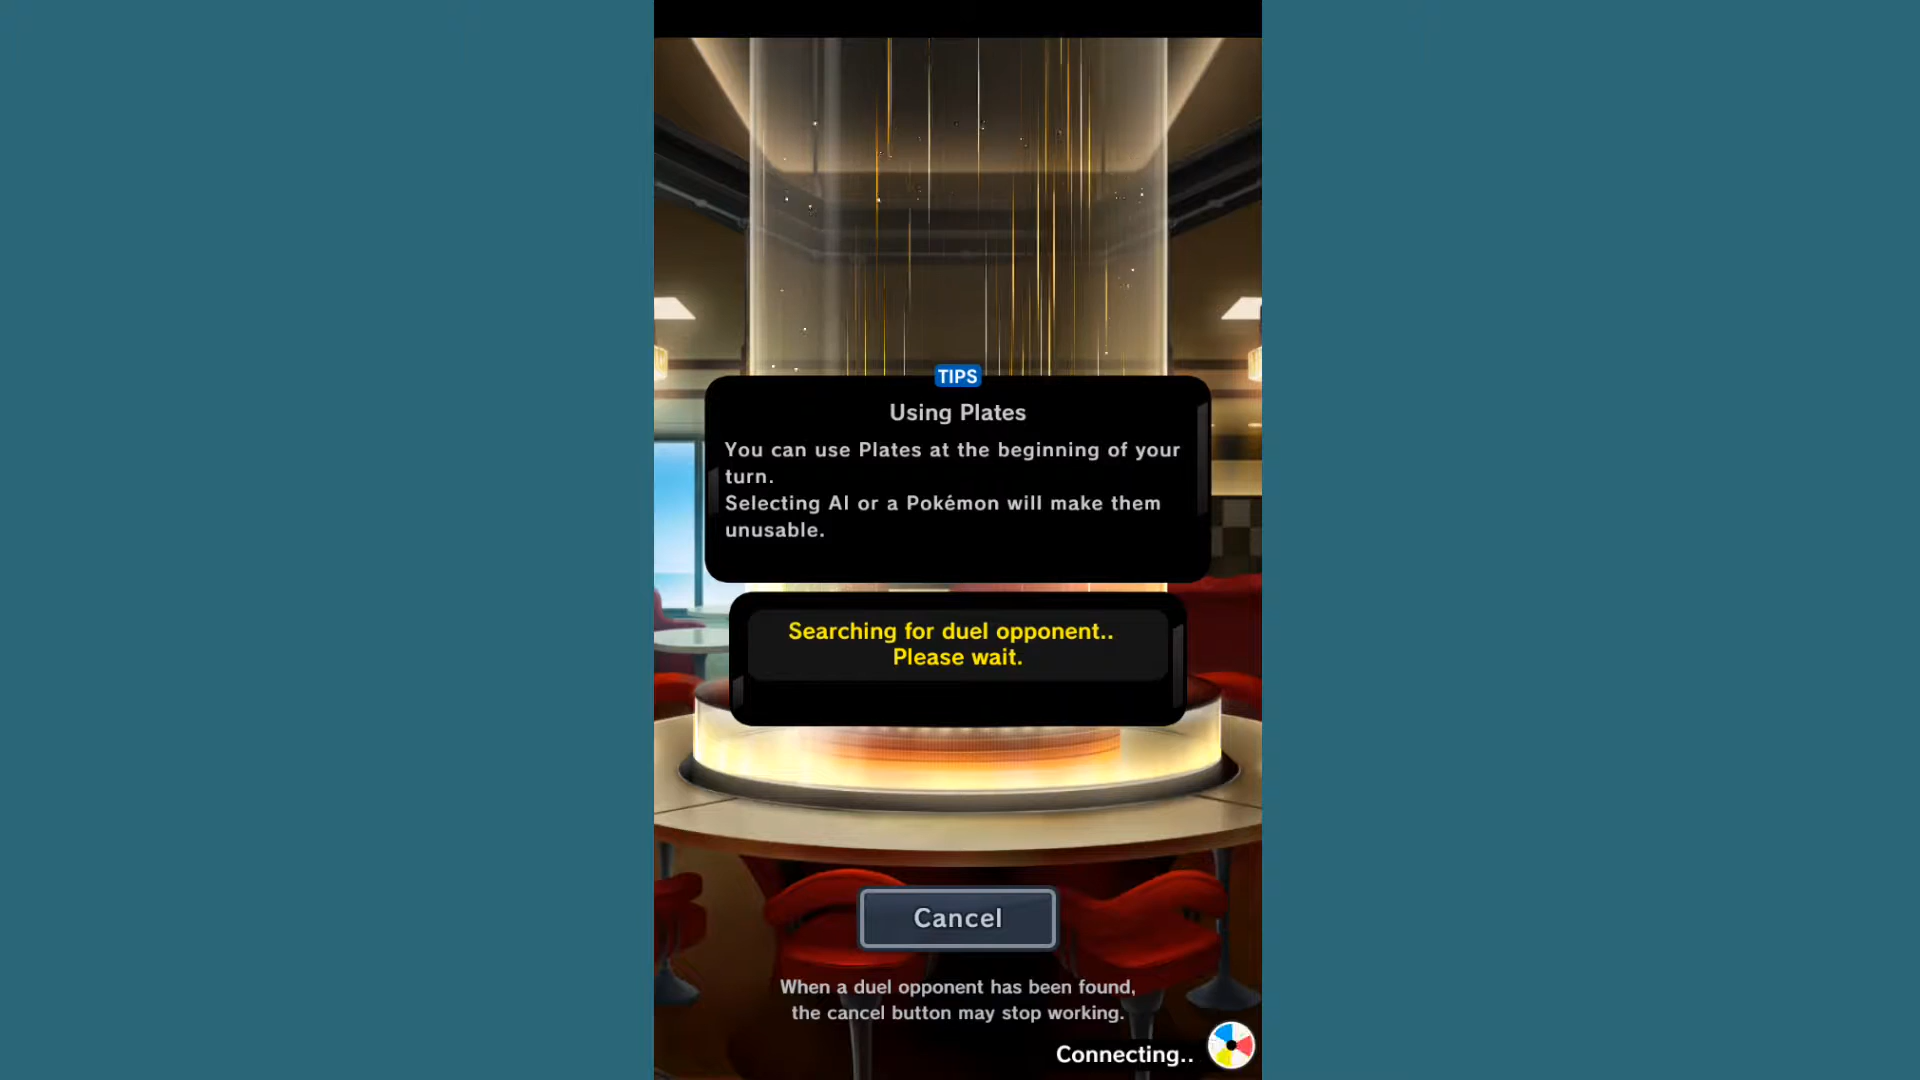 TIPS
Using Plates
You can use Plates at the beginning of your
turn.
Selecting AI or a Pokémon will make them
unusable.
Searching for duel opponent..
Please wait.
Cancel
When a duel opponent has been found,
the cancel button may stop working.
Connecting..